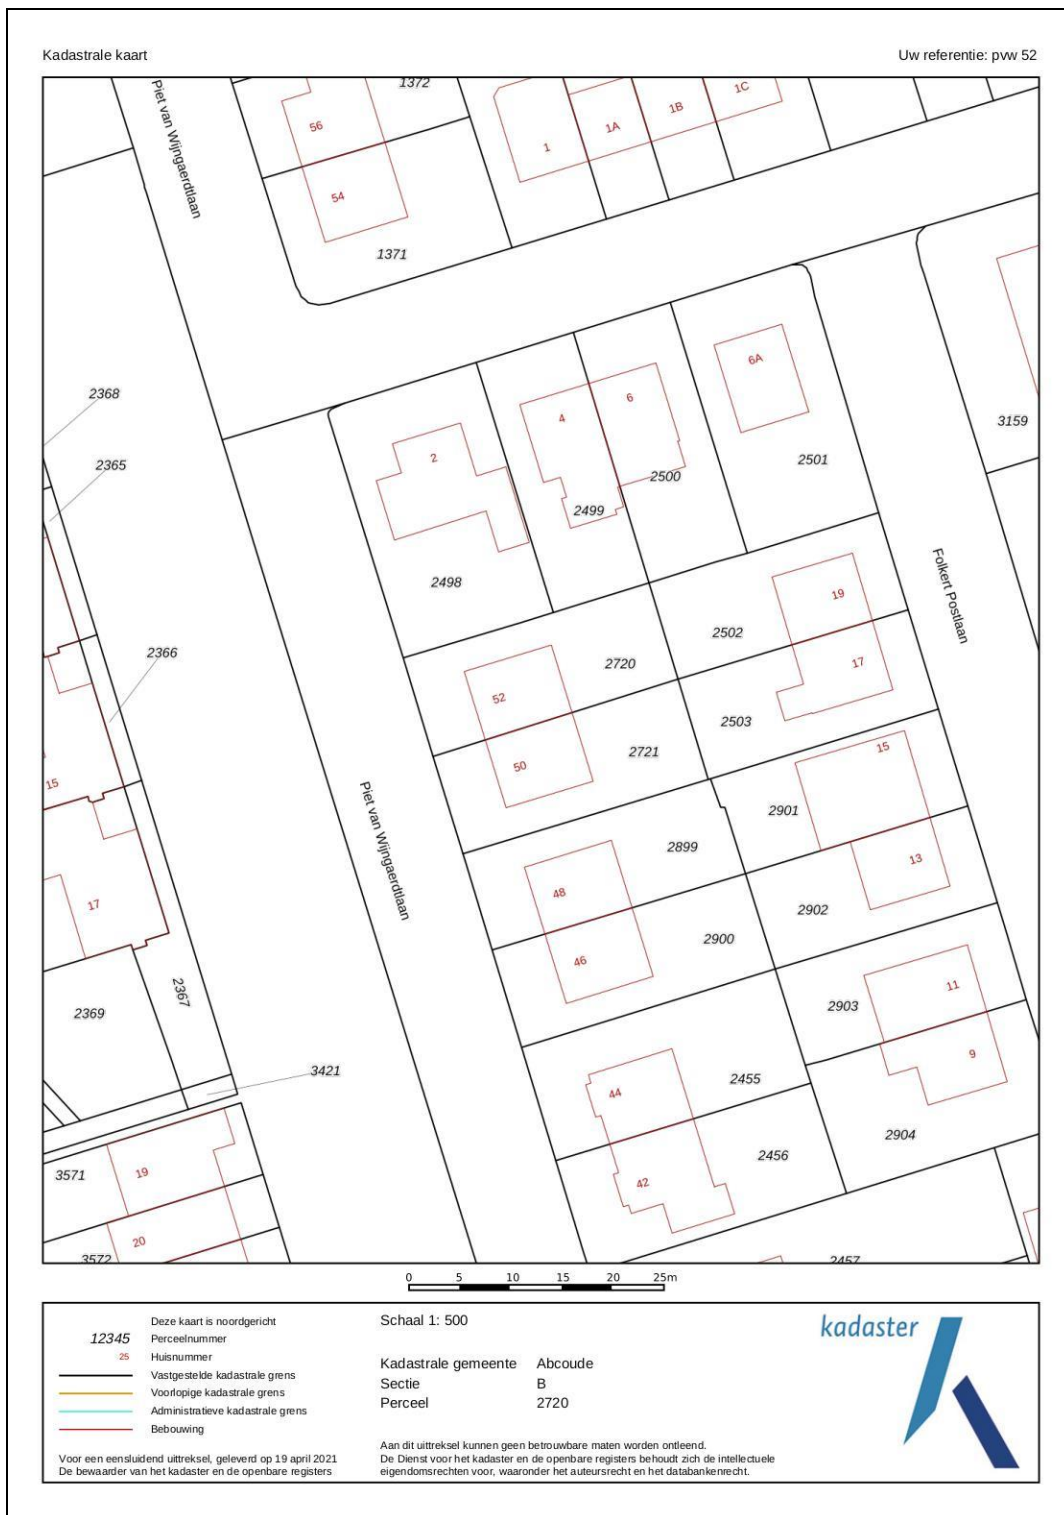 Kadastrale kaart
Uw referentie: pvw 52
Piet van Wijngaerdtlaan
56
1372
1
1A
1B
1C
54
1371
2368
2365
2
4
6
6A
3159
2501
2500
2499
2498
Folkert Postlaan
19
2502
2366
2720
17
52
2503
2721
50
15
15
2901
Piet van Wijngaerdtlaan
2899
13
48
17
2902
2900
46
2367
11
2903
2369
9
3421
2455
44
2904
2456
3571
19
42
20
3572
2457
0 5 10 15 20 25m
Deze kaart is noordgericht
12345 Perceelnummer
25 Huisnummer
Vastgestelde kadastrale grens
Voorlopige kadastrale grens
Administratieve kadastrale grens
Bebouwing
Voor een eensluidend uittreksel, geleverd op 19 april 2021
De bewaarder van het kadaster en de openbare registers
Schaal 1: 500
Kadastrale gemeente Abcoude
Sectie B
Perceel 2720
Aan dit uittreksel kunnen geen betrouwbare maten worden ontleend.
De Dienst voor het kadaster en de openbare registers behoudt zich de intellectuele
eigendomsrechten voor, waaronder het auteursrecht en het databankenrecht.
kadaster